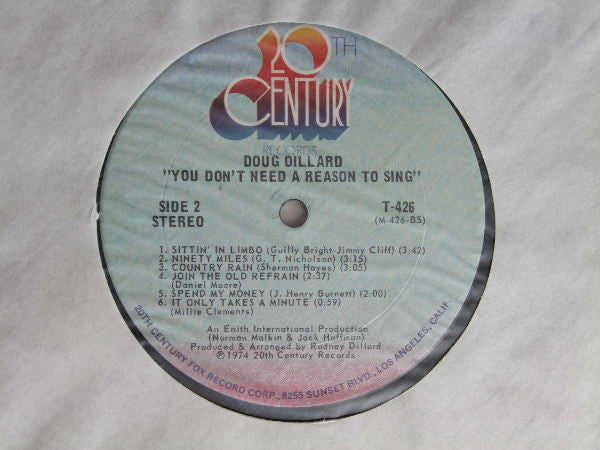 20TH
CENTURY
RECORDS
DOUG DILLARD
"YOU DON'T NEED A REASON TO SING"
SIDE 2
STEREO
T-426
(M-426-BS)
1. SITTIN' IN LIMBO (Guilly Bright-Jimmy Cliff) (3:42)
2. NINETY MILES (G. T. Nicholson) (3:15)
3. COUNTRY RAIN (Sherman Hayes) (3:05)
4. JOIN THE OLD REFRAIN (2:37)
(Daniel Moore)
5. SPEND MY MONEY (J. Henry Burnett) (2:00)
6. IT ONLY TAKES A MINUTE (0:59)
(Millie Clements)
An Enith International Production
(Norman Malkin & Jack Hoffman)
Produced & Arranged by Rodney Dillard
℗1974 20th Century Records
20TH CENTURY FOX RECORD CORP., 8255 SUNSET BLVD., LOS ANGELES, CALIF